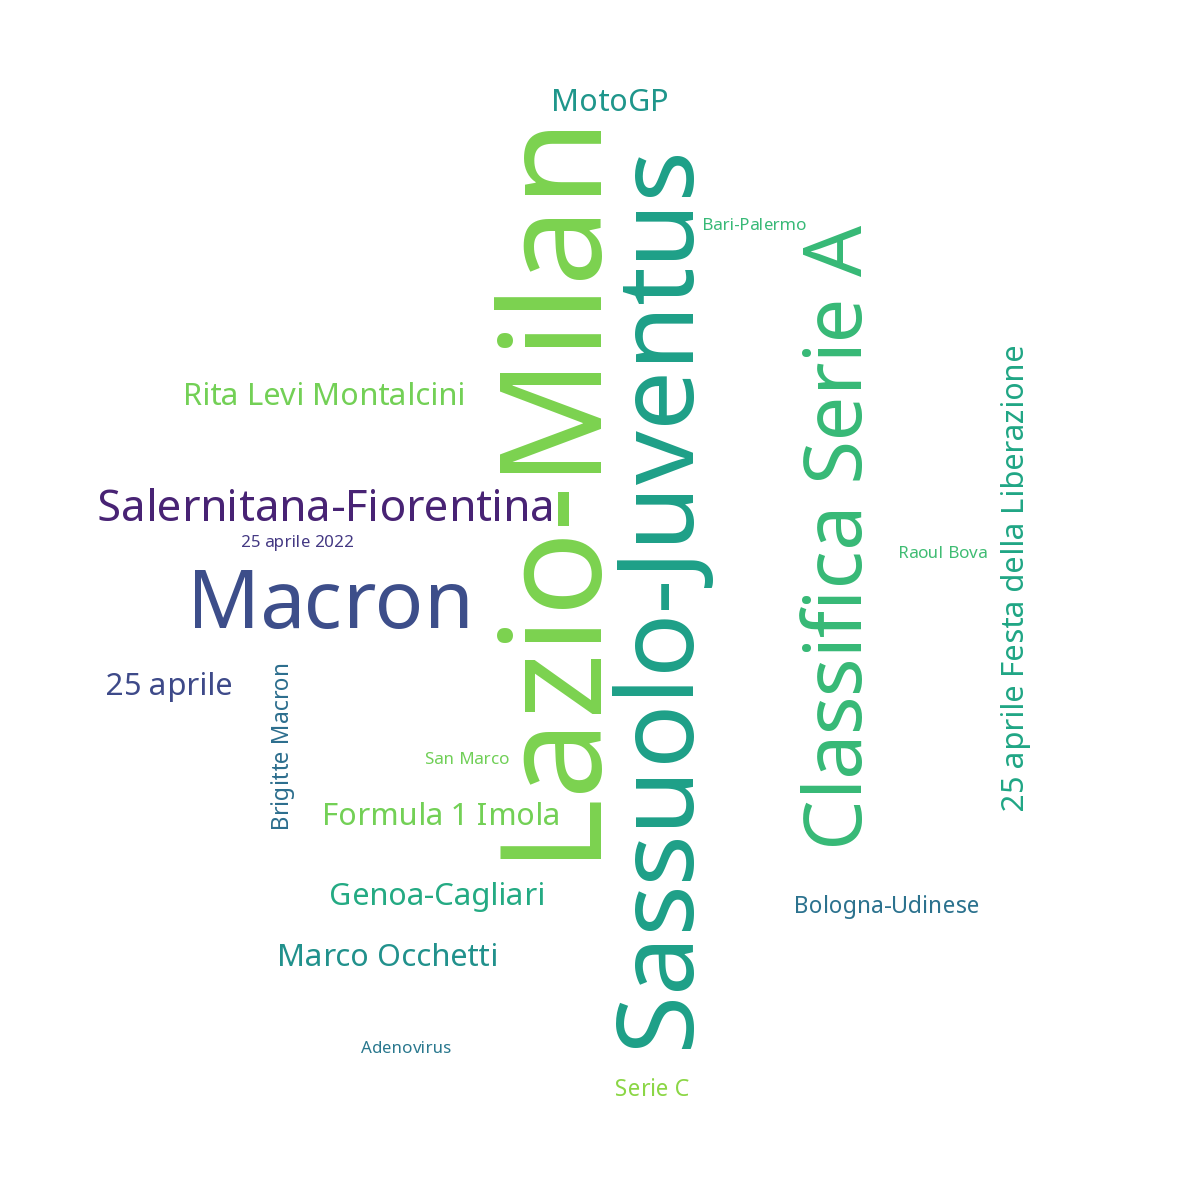 MotoGP
Lazio-Milan
Sassuolo-Juventus
Bari-Palermo
Classifica Serie A
25 aprile Festa della Liberazione
Rita Levi Montalcini
Salernitana-Fiorentina
25 aprile 2022
Raoul Bova
Macron
25 aprile
Brigitte Macron
San Marco
Formula 1 Imola
Genoa-Cagliari
Bologna-Udinese
Marco Occhetti
Adenovirus
Serie C